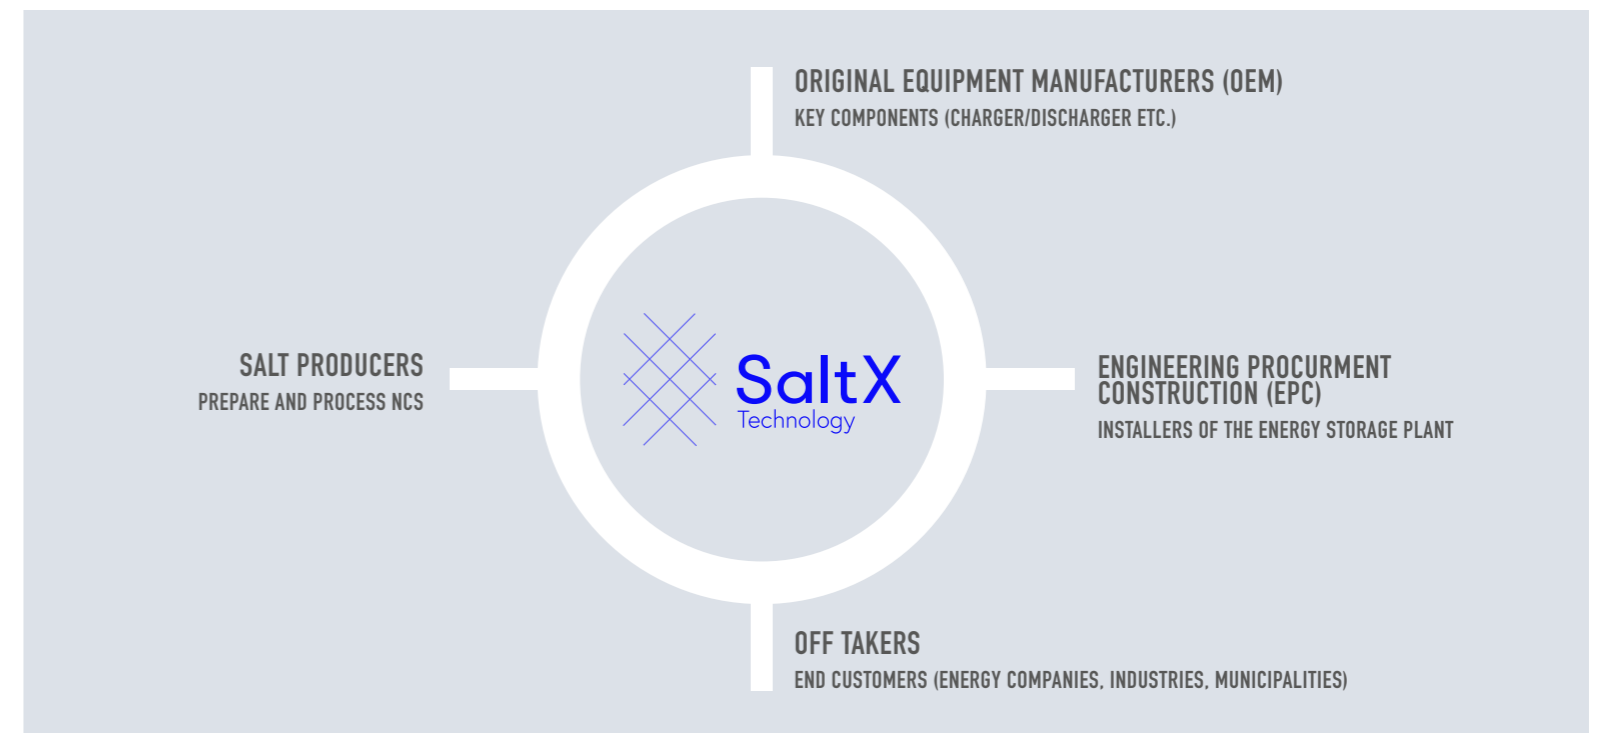 ORIGINAL EQUIPMENT MANUFACTURERS (OEM)
KEY COMPONENTS (CHARGER/DISCHARGER ETC.)
SALT PRODUCERS
PREPARE AND PROCESS NCS
SaltX
Technology
ENGINEERING PROCURMENT
CONSTRUCTION (EPC)
INSTALLERS OF THE ENERGY STORAGE PLANT
OFF TAKERS
END CUSTOMERS (ENERGY COMPANIES, INDUSTRIES, MUNICIPALITIES)